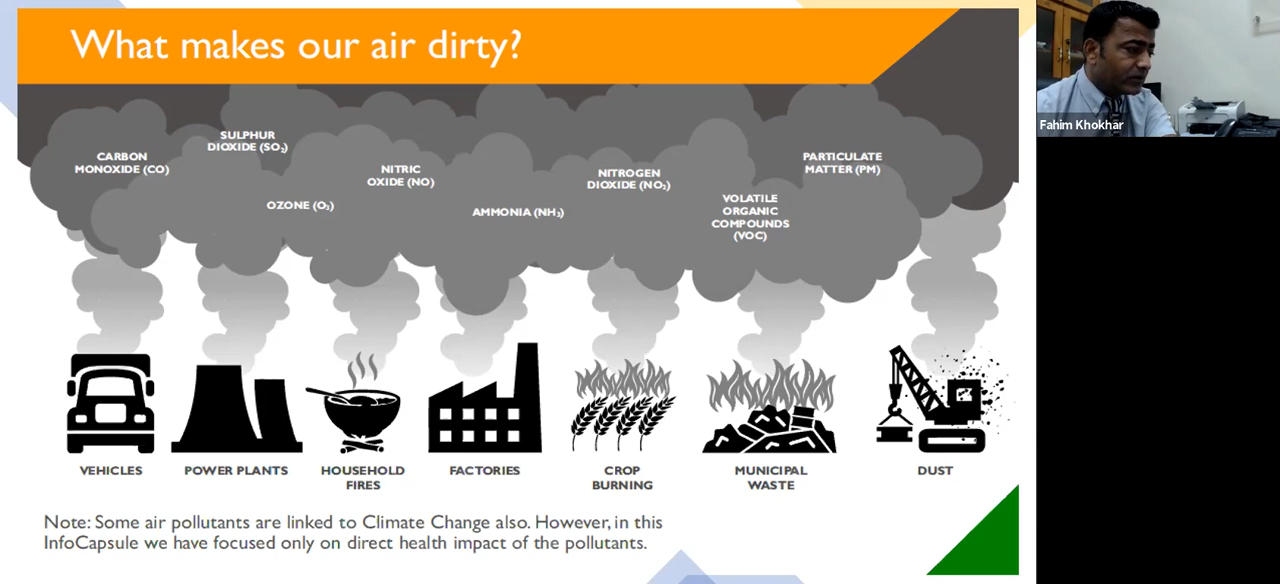 What makes our air dirty?
Fahim Khokhar
SULPHUR
DIOXIDE (SO₂)
CARBON
MONOXIDE (CO)
NITRIC
OXIDE (NO)
NITROGEN
DIOXIDE (NO₂)
PARTICULATE
MATTER (PM)
OZONE (O₃)
AMMONIA (NH₃)
VOLATILE
ORGANIC
COMPOUNDS
(VOC)
VEHICLES
POWER PLANTS
HOUSEHOLD
FIRES
FACTORIES
CROP
BURNING
MUNICIPAL
WASTE
DUST
Note: Some air pollutants are linked to Climate Change also. However, in this
InfoCapsule we have focused only on direct health impact of the pollutants.